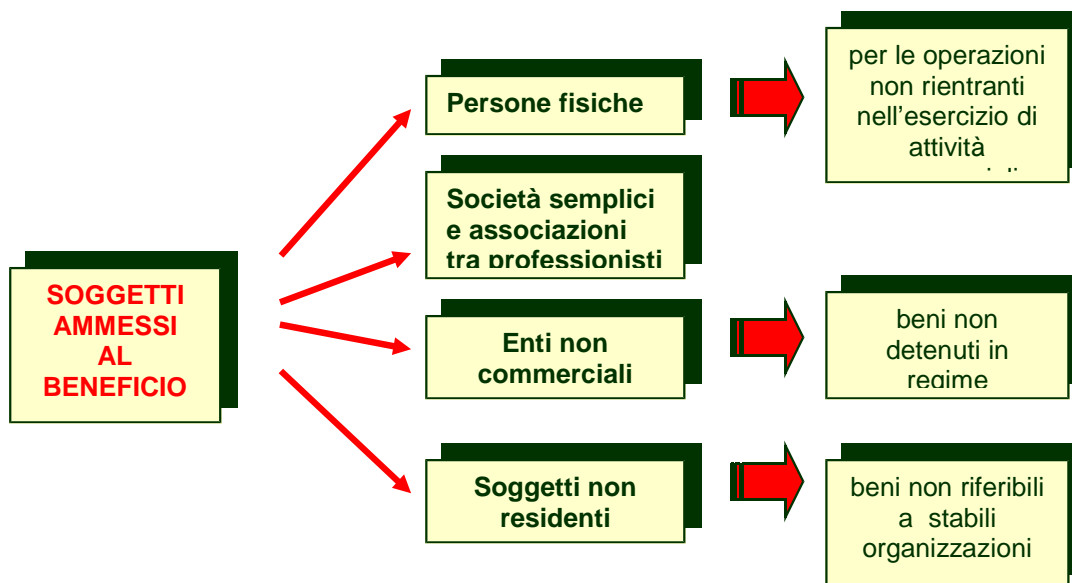 SOGGETTI
AMMESSI
AL
BENEFICIO
Persone fisiche
per le operazioni
non rientranti
nell’esercizio di
attività
Società semplici
e associazioni
tra professionisti
Enti non
commerciali
beni non
detenuti in
regime
Soggetti non
residenti
beni non riferibili
a stabili
organizzazioni